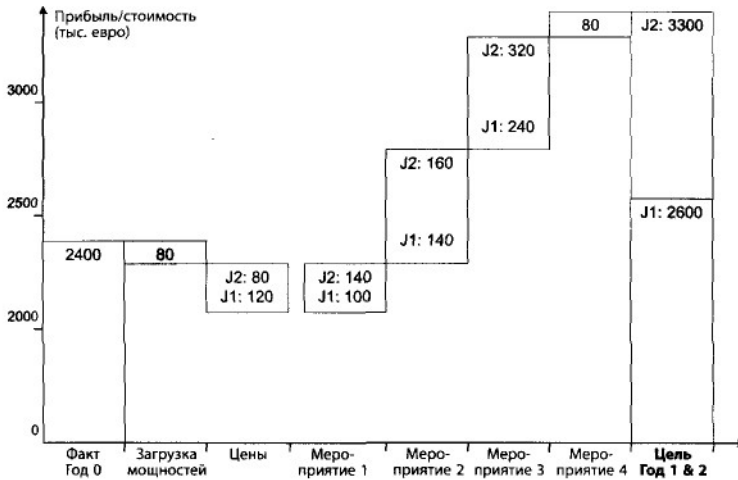 Прибыль/стоимость
(тыс. евро)
3000
2500
2000
0
2400
80
J2: 80
J1: 120
J2: 140
J1: 100
J2: 160
J1: 140
J2: 320
J1: 240
80
J2: 3300
J1: 2600
Факт
Год 0
Загрузка
мощностей
Цены
Меро-
приятие 1
Меро-
приятие 2
Меро-
приятие 3
Меро-
приятие 4
Цель
Год 1 & 2